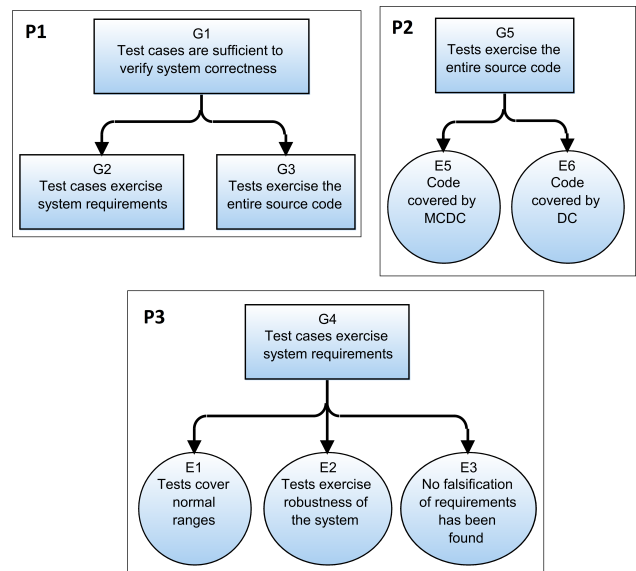 P1
G1
Test cases are sufficient to
verify system correctness
G2
Test cases exercise
system requirements
G3
Tests exercise the
entire source code
P2
G5
Tests exercise the
entire source code
E5
Code
covered by
MCDC
E6
Code
covered by
DC
P3
G4
Test cases exercise
system requirements
E1
Tests cover
normal
ranges
E2
Tests exercise
robustness of
the system
E3
No falsification
of requirements
has been
found